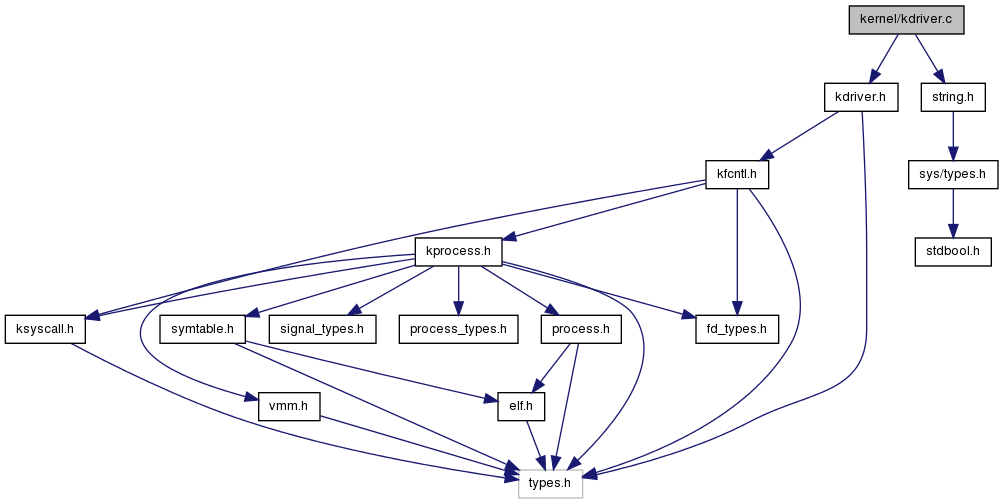 kernel/kdriver.c
kdriver.h
string.h
kfcntl.h
sys/types.h
kprocess.h
stdbool.h
ksyscall.h
symtable.h
signal_types.h
process_types.h
process.h
fd_types.h
vmm.h
elf.h
types.h